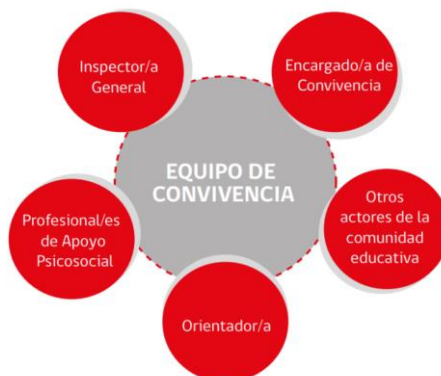 Inspector/a
General
Encargado/a de
Convivencia
EQUIPO DE
CONVIVENCIA
Profesional/es
de Apoyo
Psicosocial
Otros
actores de la
comunidad
educativa
Orientador/a